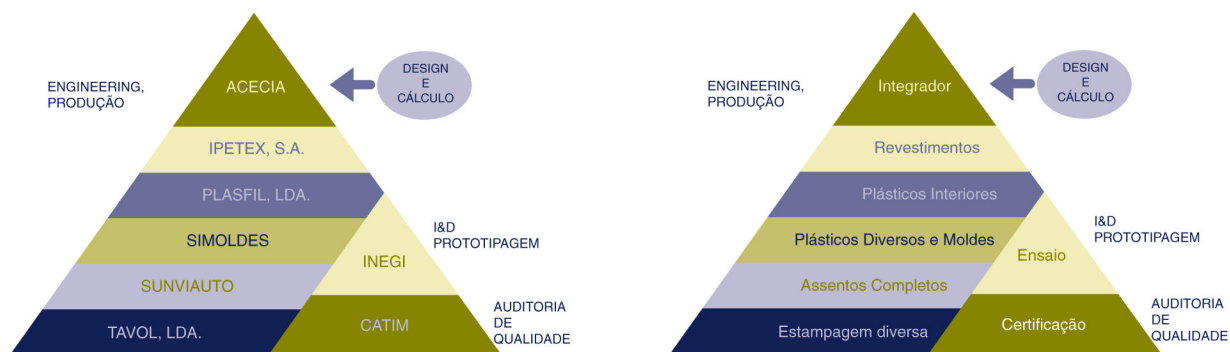 ENGINEERING,
PRODUÇÃO
ACECIA
DESIGN
E
CÁLCULO
IPETEX, S.A.
PLASFIL, LDA.
SIMOLDES
SUNVIAUTO
TAVOL, LDA.
INEGI
CATIM
I&D
PROTOTIPAGEM
AUDITORIA
DE
QUALIDADE
ENGINEERING,
PRODUÇÃO
Integrador
DESIGN
E
CÁLCULO
Revestimentos
Plásticos Interiores
Plásticos Diversos e Moldes
Assentos Completos
Estampagem diversa
Ensaio
Certificação
I&D
PROTOTIPAGEM
AUDITORIA
DE
QUALIDADE